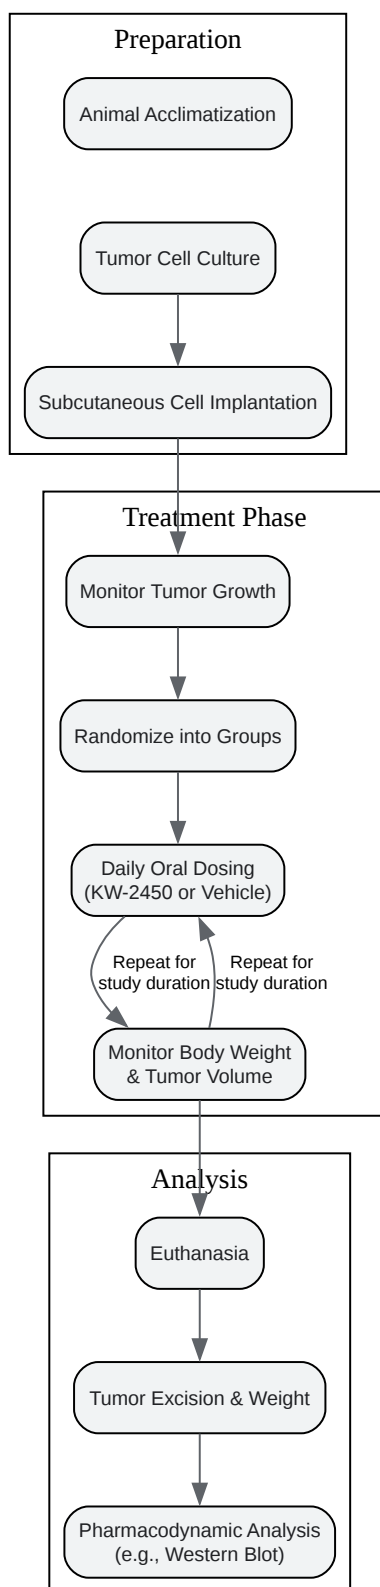 Preparation
Animal Acclimatization
Tumor Cell Culture
Subcutaneous Cell Implantation
Treatment Phase
Monitor Tumor Growth
Randomize into Groups
Daily Oral Dosing
(KW-2450 or Vehicle)
Repeat for
study duration
Repeat for
study duration
Monitor Body Weight
& Tumor Volume
Analysis
Euthanasia
Tumor Excision & Weight
Pharmacodynamic Analysis
(e.g., Western Blot)